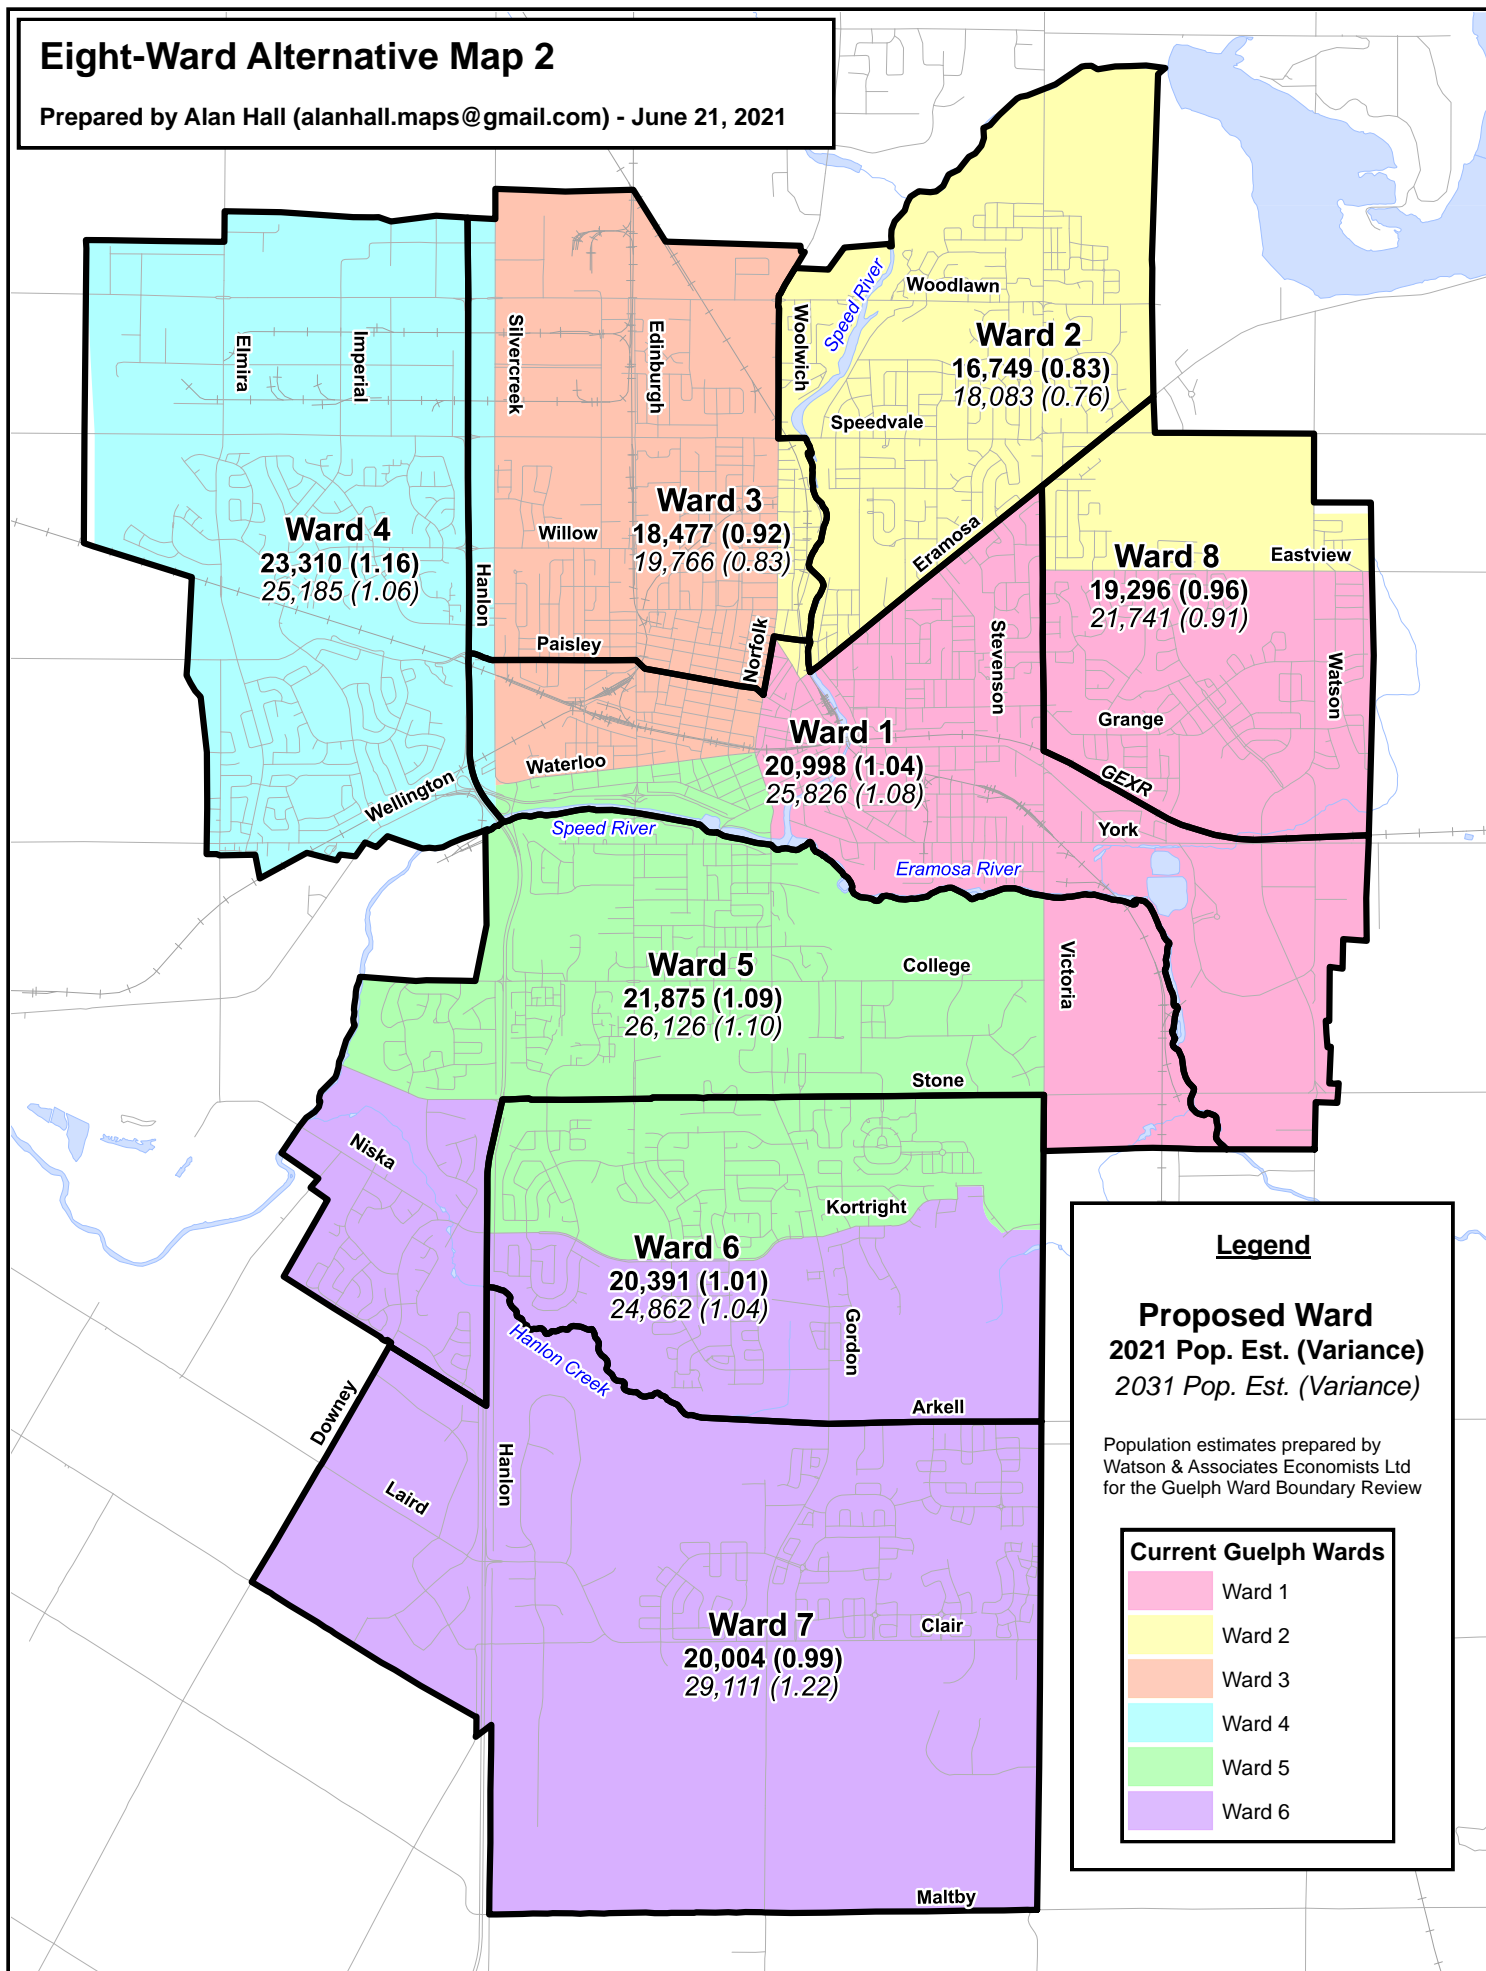 Eight-Ward Alternative Map 2
Prepared by Alan Hall (alanhall.maps@gmail.com) - June 21, 2021
Speed River
Woodlawn
Woolwich
Ward 2
16,749 (0.83)
18,083 (0.76)
Elmira
Imperial
Silvercreek
Edinburgh
Speedvale
Ward 3
18,477 (0.92)
19,766 (0.83)
Willow
Ward 4
23,310 (1.16)
25,185 (1.06)
Eramosa
Ward 8
19,296 (0.96)
21,741 (0.91)
Eastview
Hanlon
Paisley
Norfolk
Stevenson
Watson
Grange
Ward 1
20,998 (1.04)
25,826 (1.08)
Waterloo
Wellington
GEXR
York
Speed River
Eramosa River
Ward 5
21,875 (1.09)
26,126 (1.10)
College
Victoria
Stone
Niska
Kortright
Ward 6
20,391 (1.01)
24,862 (1.04)
Hanlon Creek
Gordon
Arkell
Downey
Hanlon
Laird
Ward 7
20,004 (0.99)
29,111 (1.22)
Clair
Maltby
Legend
Proposed Ward
2021 Pop. Est. (Variance)
2031 Pop. Est. (Variance)
Population estimates prepared by
Watson & Associates Economists Ltd
for the Guelph Ward Boundary Review
Current Guelph Wards
Ward 1
Ward 2
Ward 3
Ward 4
Ward 5
Ward 6